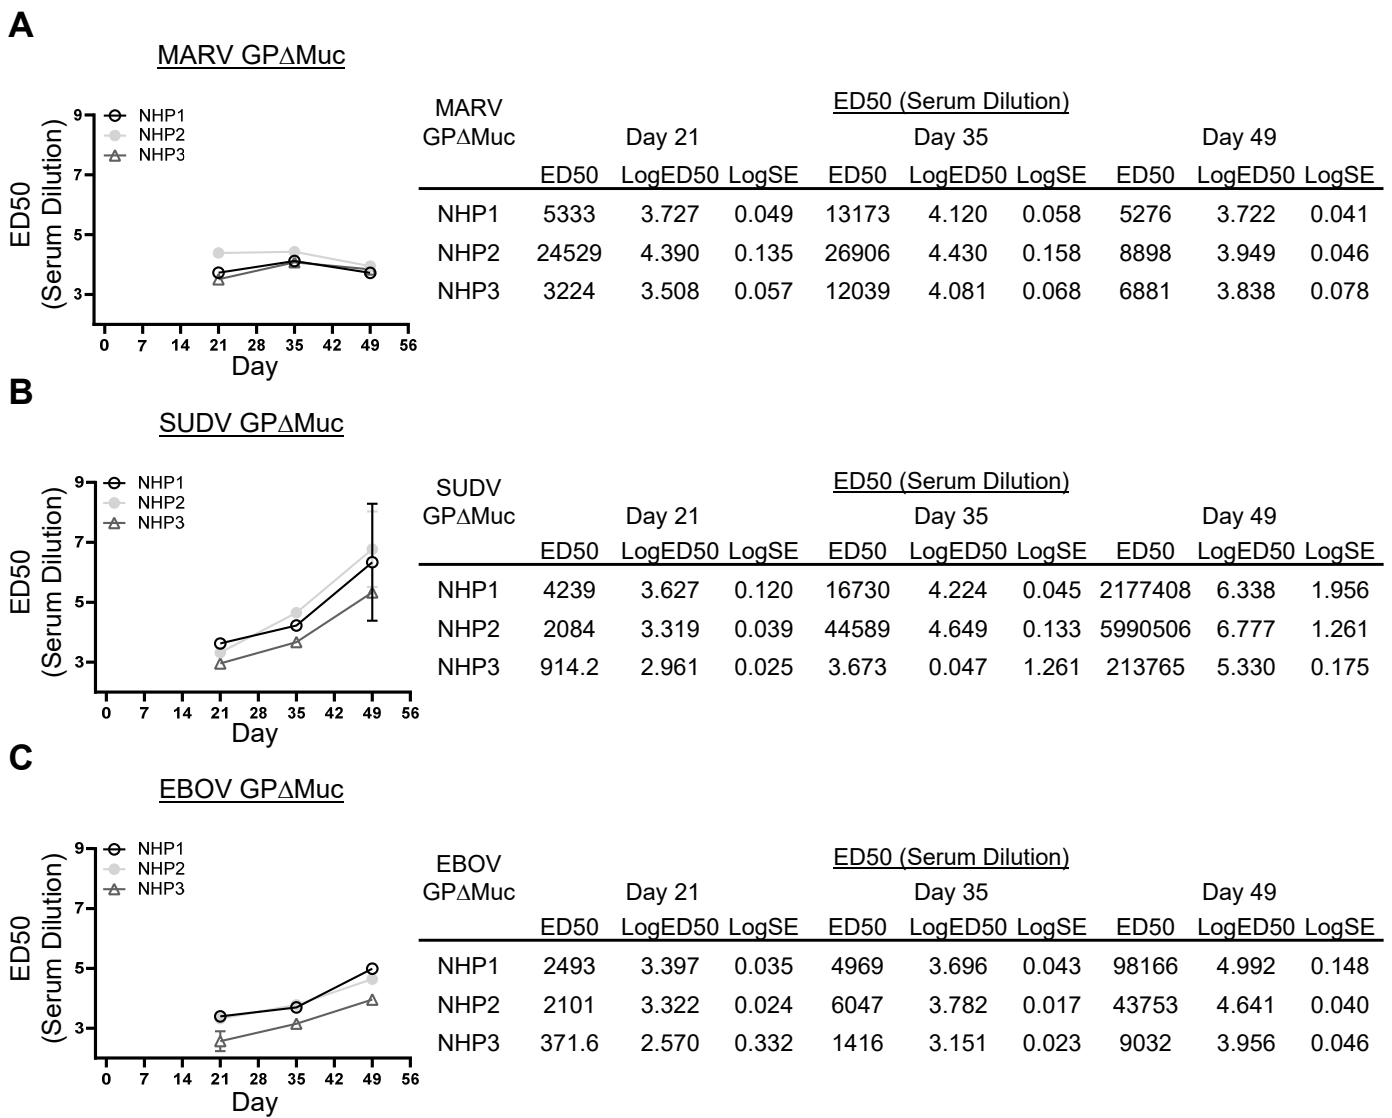 A
MARV GPΔMuc
9
7
5
3
ED50
(Serum Dilution)
NHP1
NHP2
NHP3
0 7 14 21 28 35 42 49 56
Day
MARV
GPΔMuc
ED50 (Serum Dilution)
Day 21 Day 35 Day 49
ED50 LogED50 LogSE ED50 LogED50 LogSE ED50 LogED50 LogSE
NHP1 5333 3.727 0.049 13173 4.120 0.058 5276 3.722 0.041
NHP2 24529 4.390 0.135 26906 4.430 0.158 8898 3.949 0.046
NHP3 3224 3.508 0.057 12039 4.081 0.068 6881 3.838 0.078
B
SUDV GPΔMuc
9
7
5
3
ED50
(Serum Dilution)
NHP1
NHP2
NHP3
0 7 14 21 28 35 42 49 56
Day
SUDV
GPΔMuc
ED50 (Serum Dilution)
Day 21 Day 35 Day 49
ED50 LogED50 LogSE ED50 LogED50 LogSE ED50 LogED50 LogSE
NHP1 4239 3.627 0.120 16730 4.224 0.045 2177408 6.338 1.956
NHP2 2084 3.319 0.039 44589 4.649 0.133 5990506 6.777 1.261
NHP3 914.2 2.961 0.025 3.673 0.047 1.261 213765 5.330 0.175
C
EBOV GPΔMuc
9
7
5
3
ED50
(Serum Dilution)
NHP1
NHP2
NHP3
0 7 14 21 28 35 42 49 56
Day
EBOV
GPΔMuc
ED50 (Serum Dilution)
Day 21 Day 35 Day 49
ED50 LogED50 LogSE ED50 LogED50 LogSE ED50 LogED50 LogSE
NHP1 2493 3.397 0.035 4969 3.696 0.043 98166 4.992 0.148
NHP2 2101 3.322 0.024 6047 3.782 0.017 43753 4.641 0.040
NHP3 371.6 2.570 0.332 1416 3.151 0.023 9032 3.956 0.046